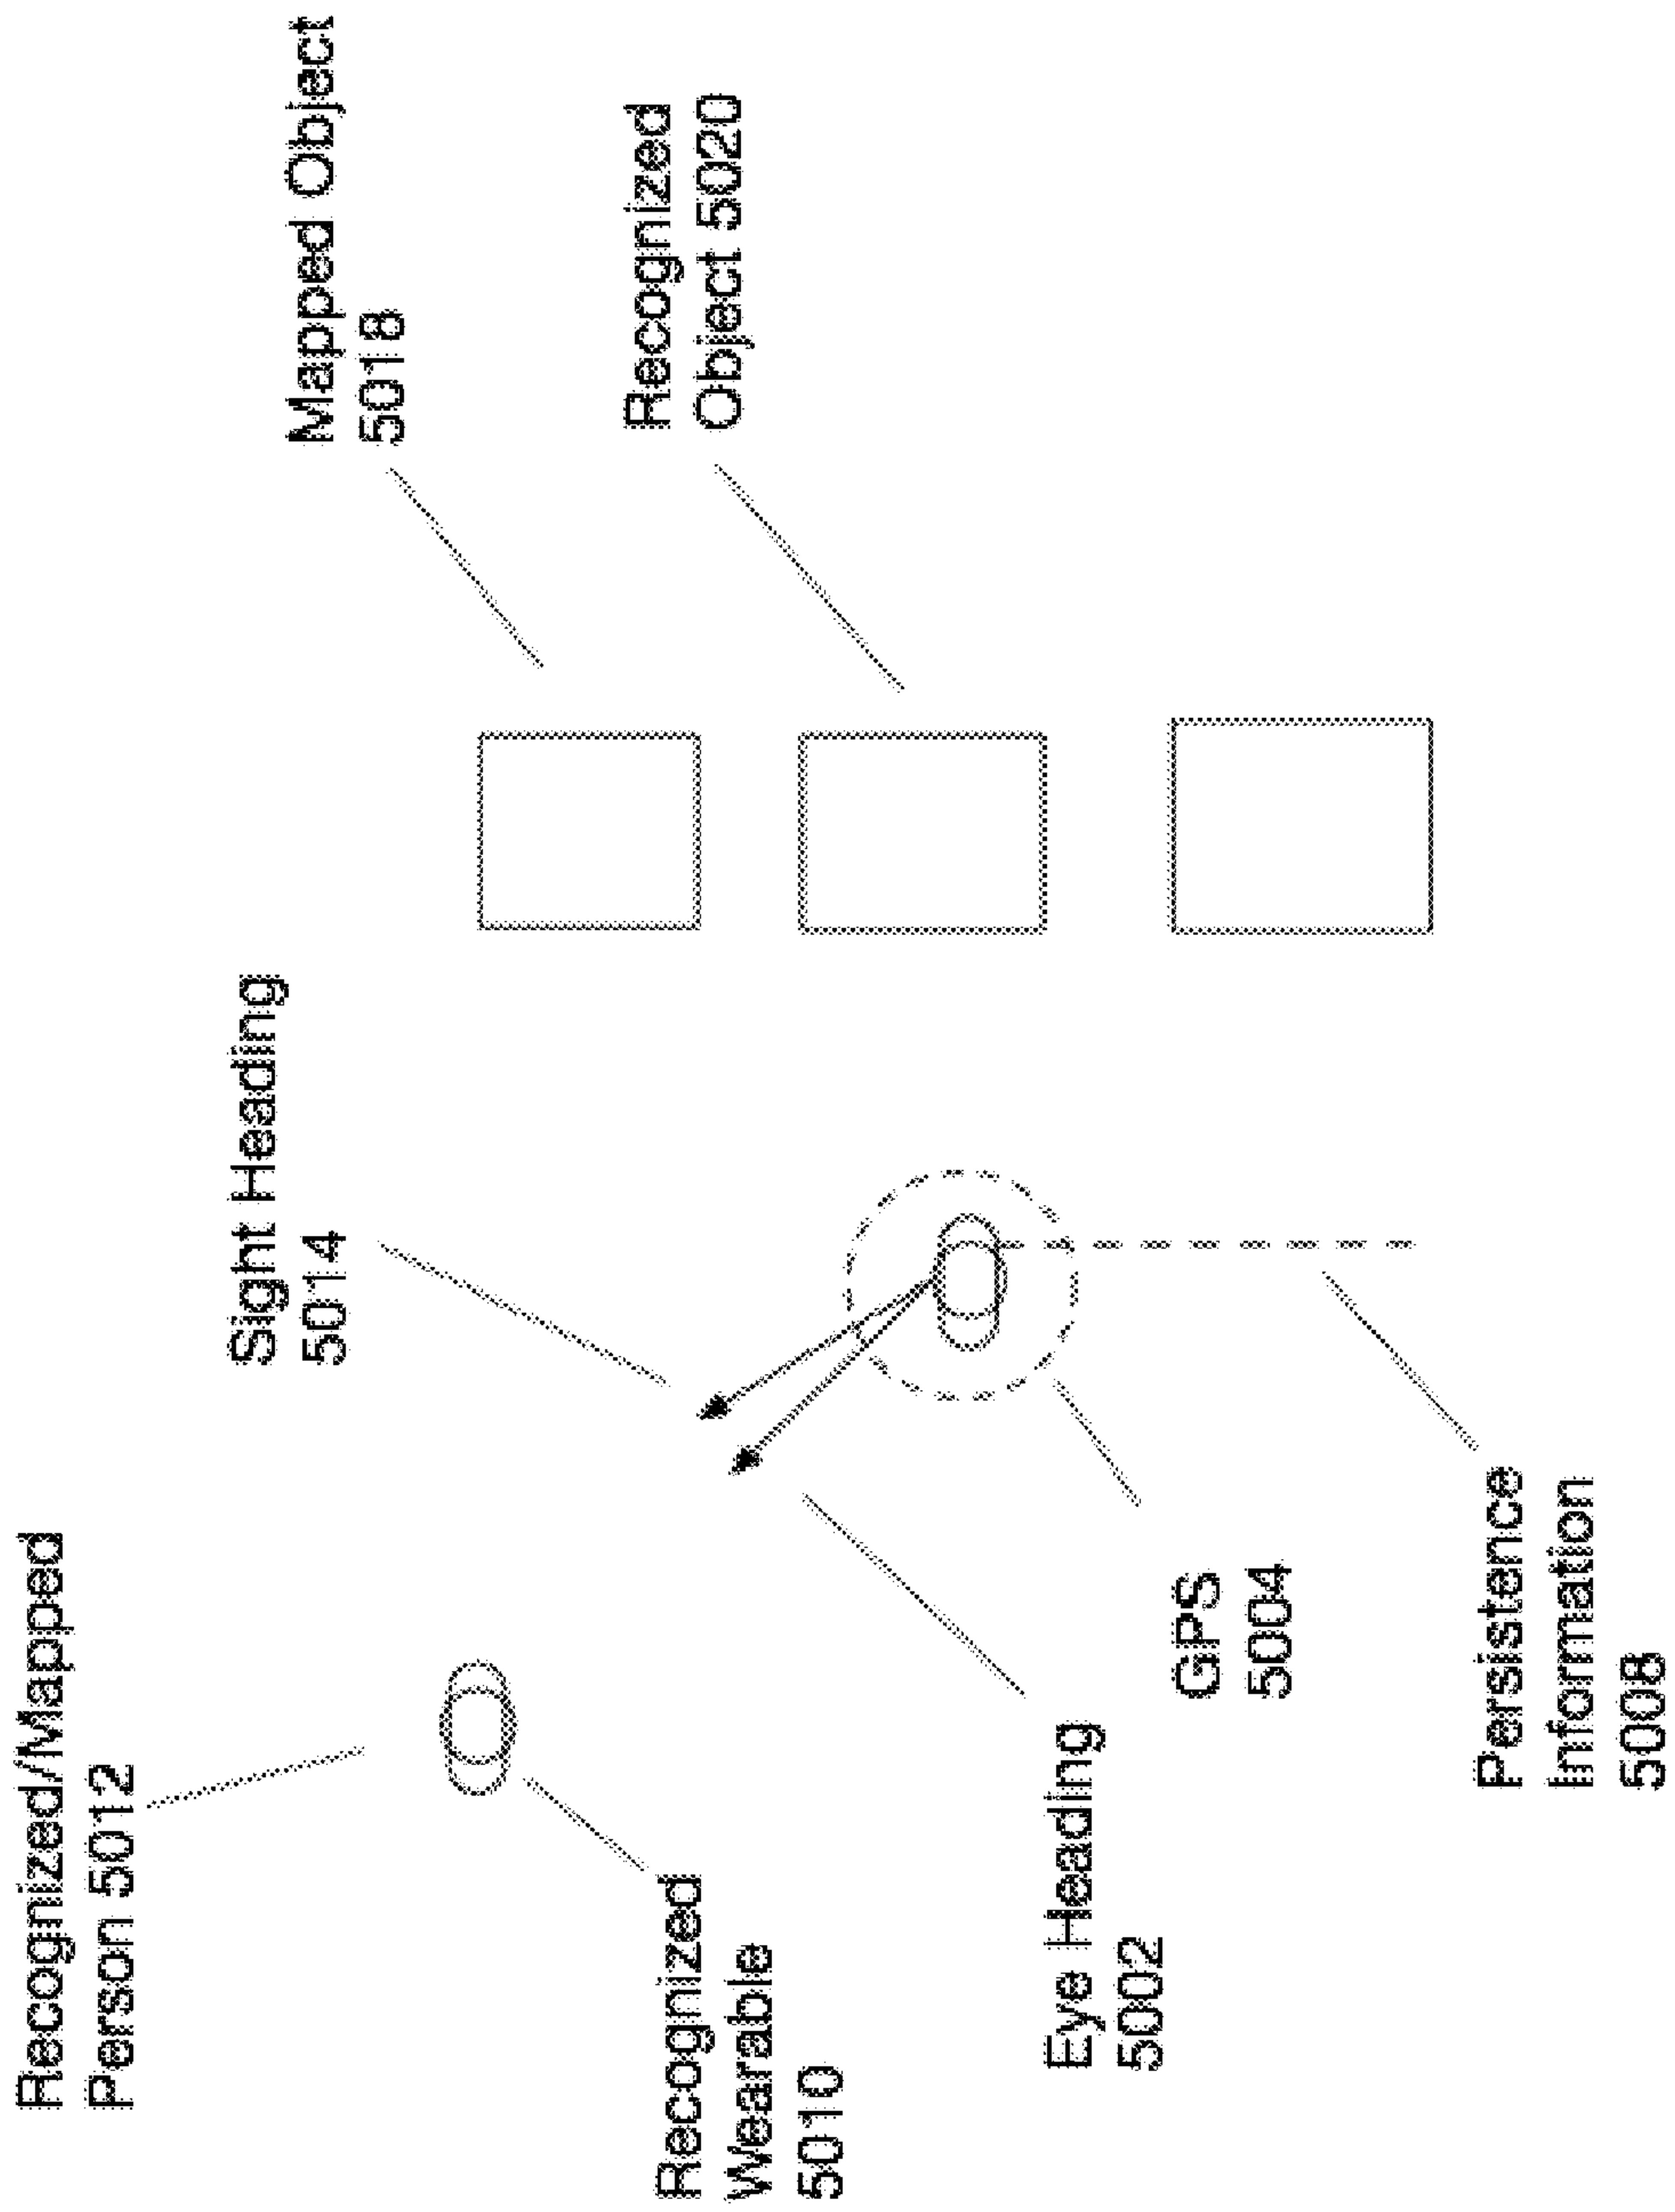 Recognized/Mapped
Person 5012
Sight Heading
5014
Mapped Object
5018
Recognized
Object 5020
Recognized
Wearable
5010
Eye Heading
5002
GPS
5004
Persistence
Information
5008